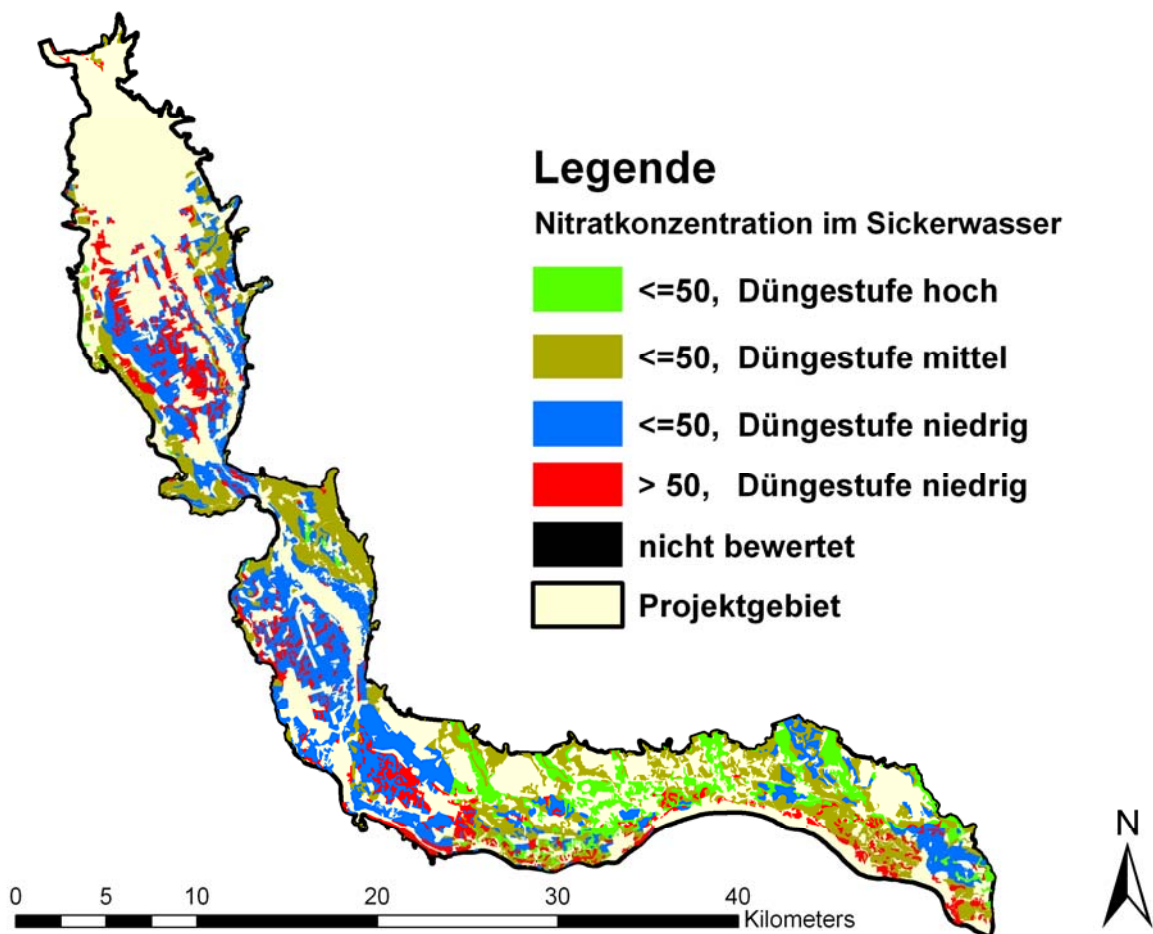 Legende
Nitratkonzentration im Sickerwasser
<=50, Düngestufe hoch
<=50, Düngestufe mittel
<=50, Düngestufe niedrig
> 50, Düngestufe niedrig
nicht bewertet
Projektgebiet
N
0 5 10 20 30 40
Kilometers